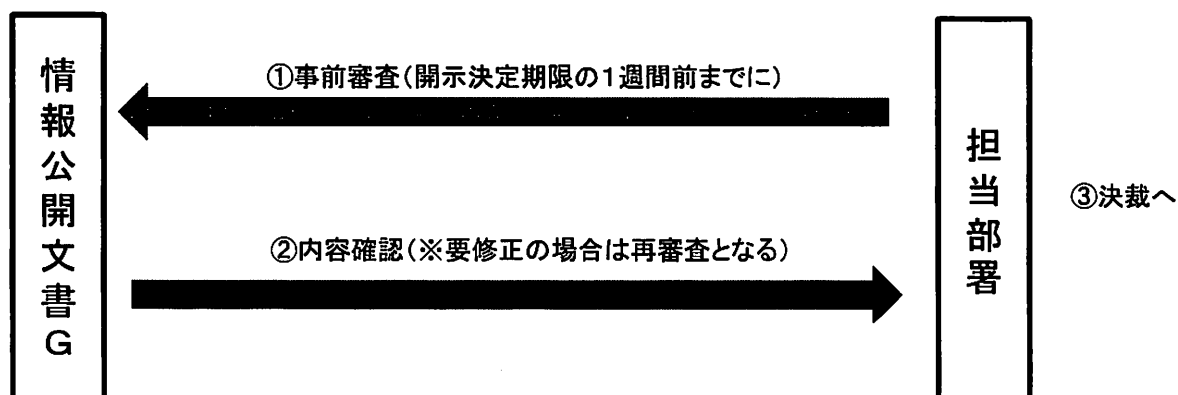 情報公開文書G
①事前審査(開示決定期限の1週間前までに)
②内容確認(※要修正の場合は再審査となる)
担当部署
③決裁へ